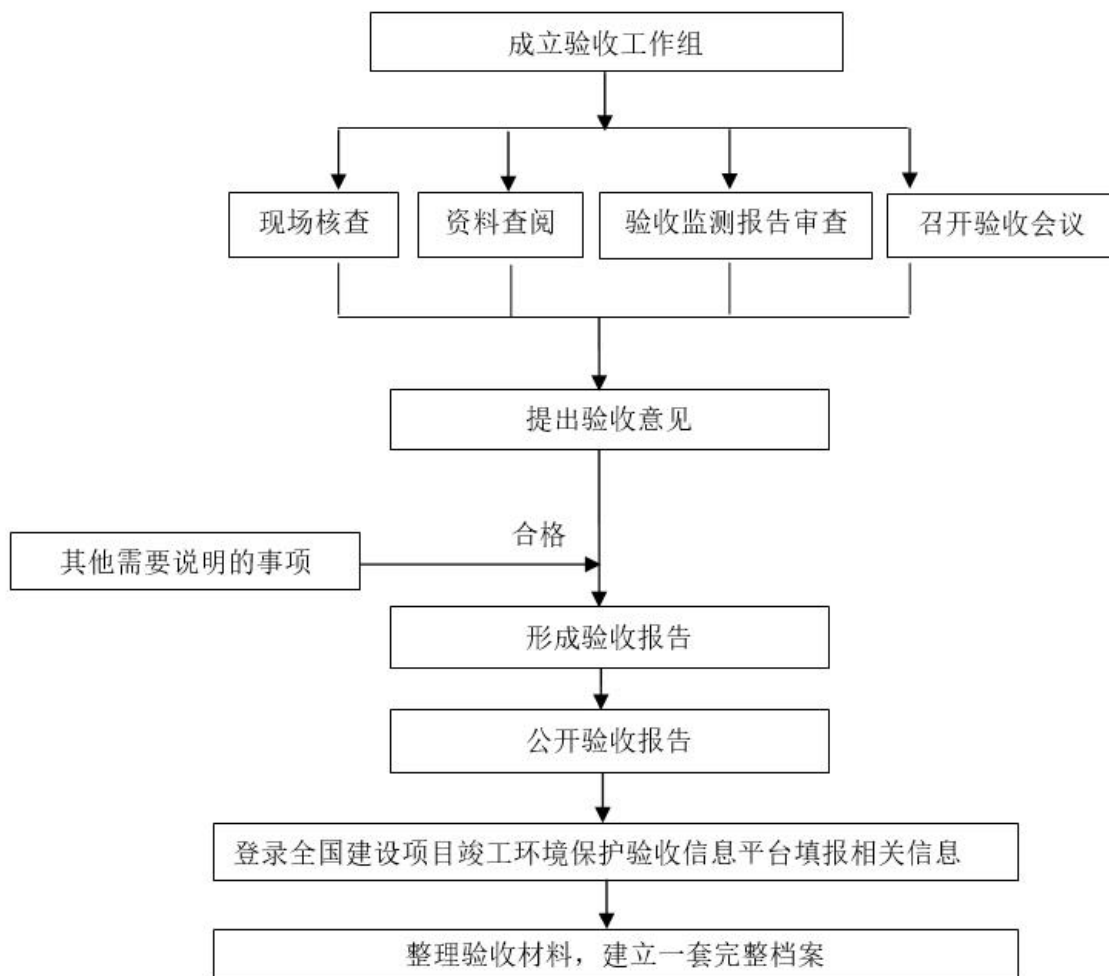 成立验收工作组
现场核查
资料查阅
验收监测报告审查
召开验收会议
提出验收意见
合格
其他需要说明的事项
形成验收报告
公开验收报告
登录全国建设项目竣工环境保护验收信息平台填报相关信息
整理验收材料，建立一套完整档案